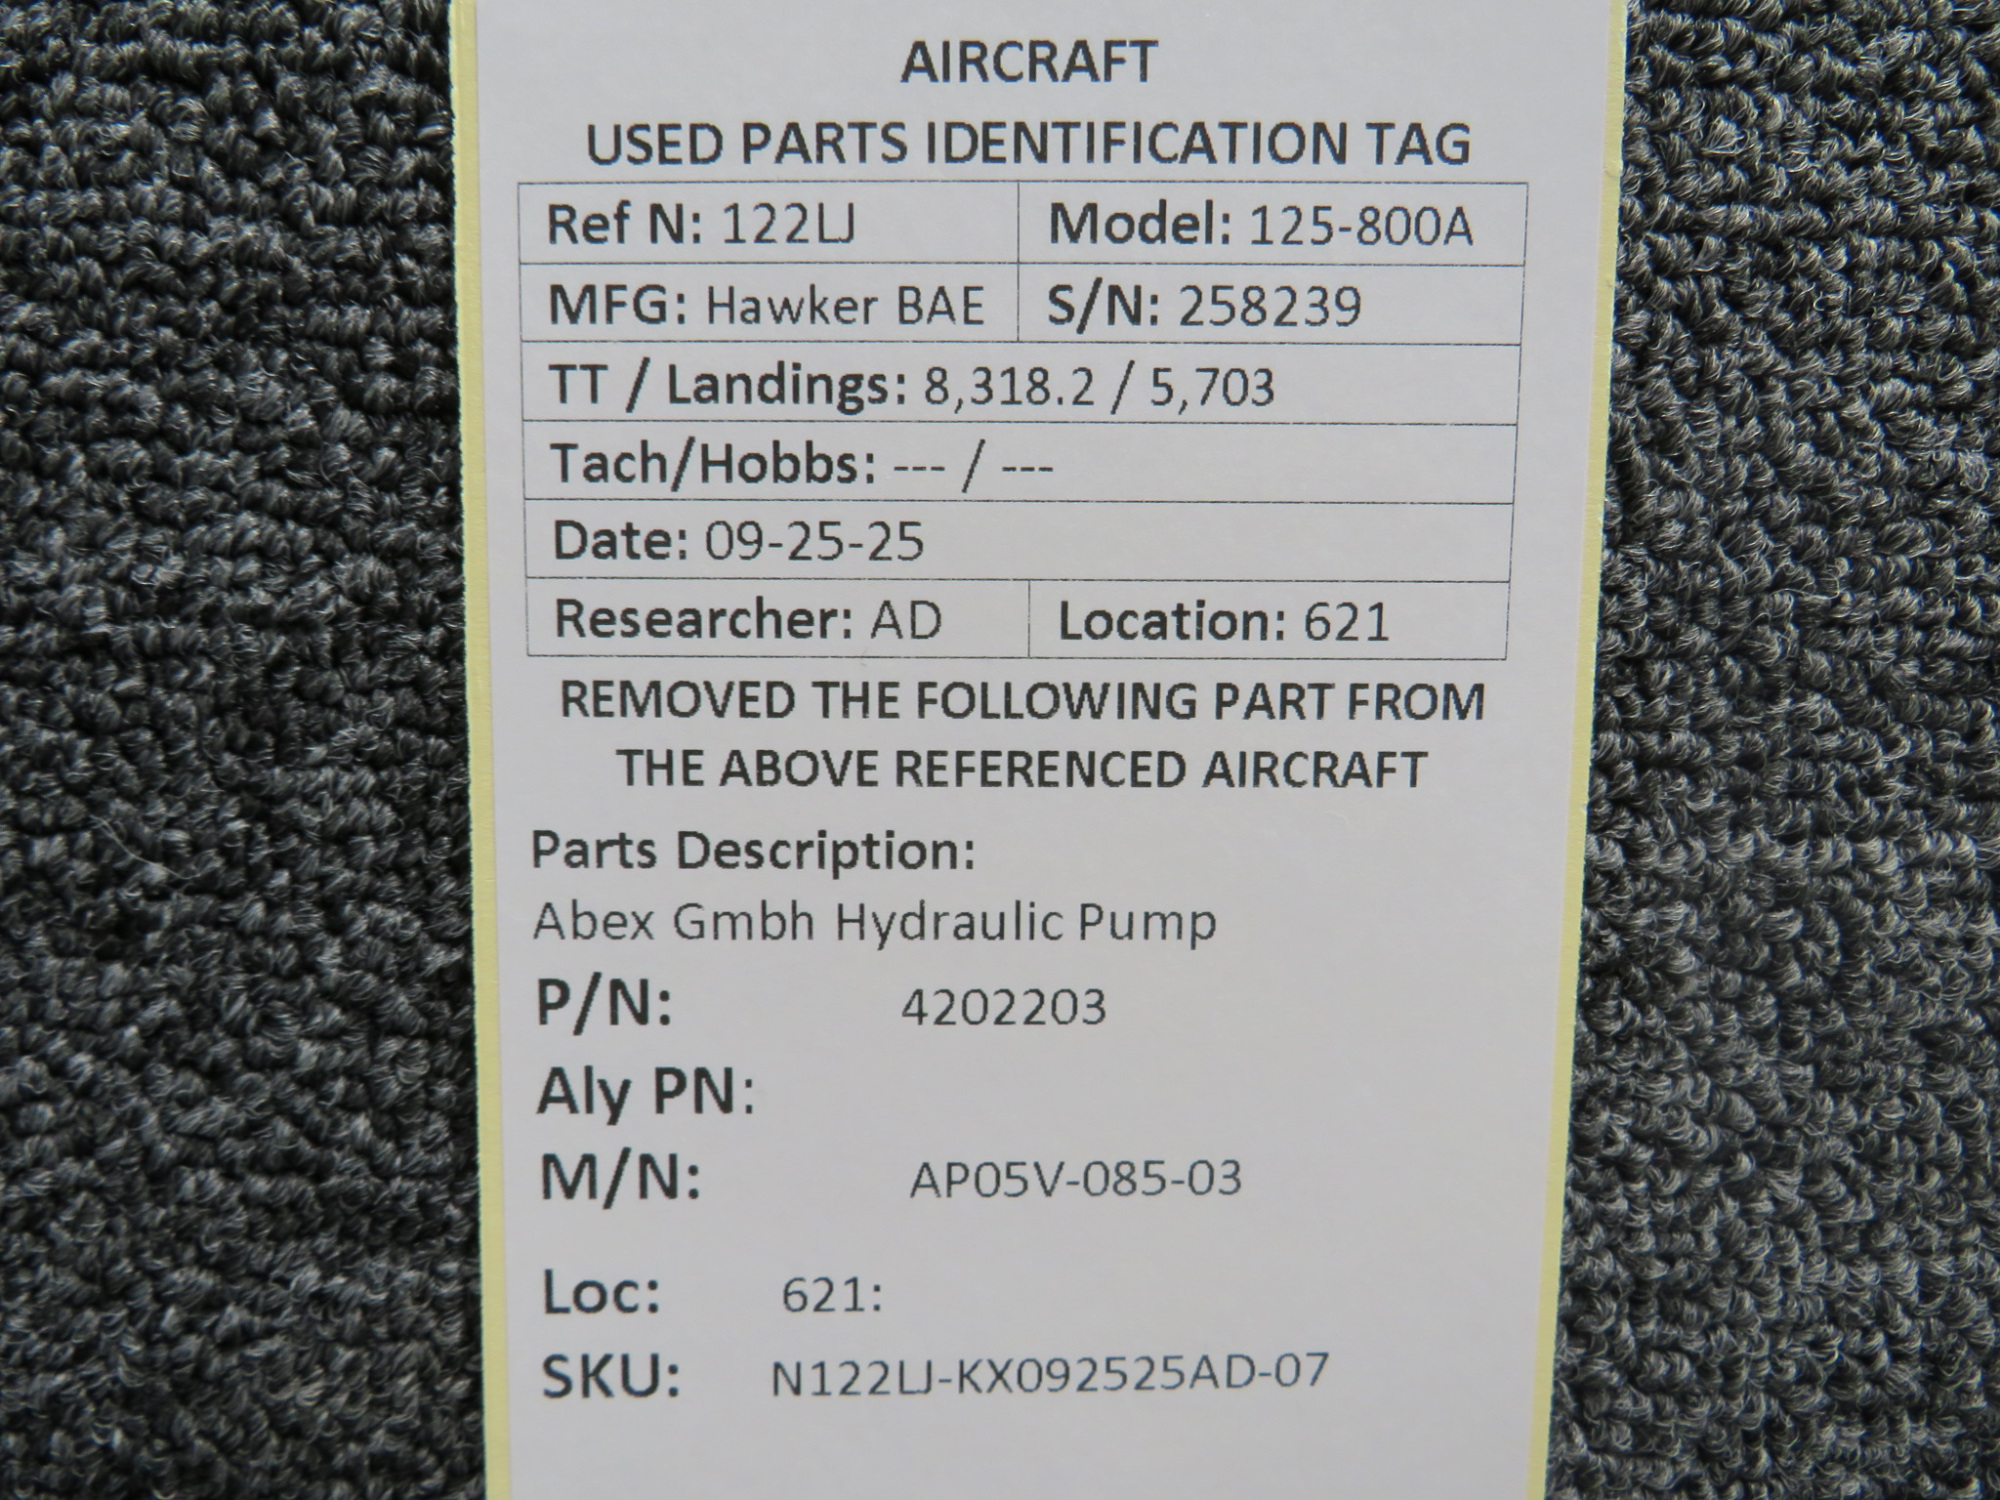 AIRCRAFT
USED PARTS IDENTIFICATION TAG
Ref N: 122LJ Model: 125-800A
MFG: Hawker BAE S/N: 258239
TT / Landings: 8,318.2 / 5,703
Tach/Hobbs: --- / ---
Date: 09-25-25
Researcher: AD Location: 621
REMOVED THE FOLLOWING PART FROM
THE ABOVE REFERENCED AIRCRAFT
Parts Description:
Abex Gmbh Hydraulic Pump
P/N: 4202203
Aly PN:
M/N: AP05V-085-03
Loc: 621:
SKU: N122LJ-KX092525AD-07